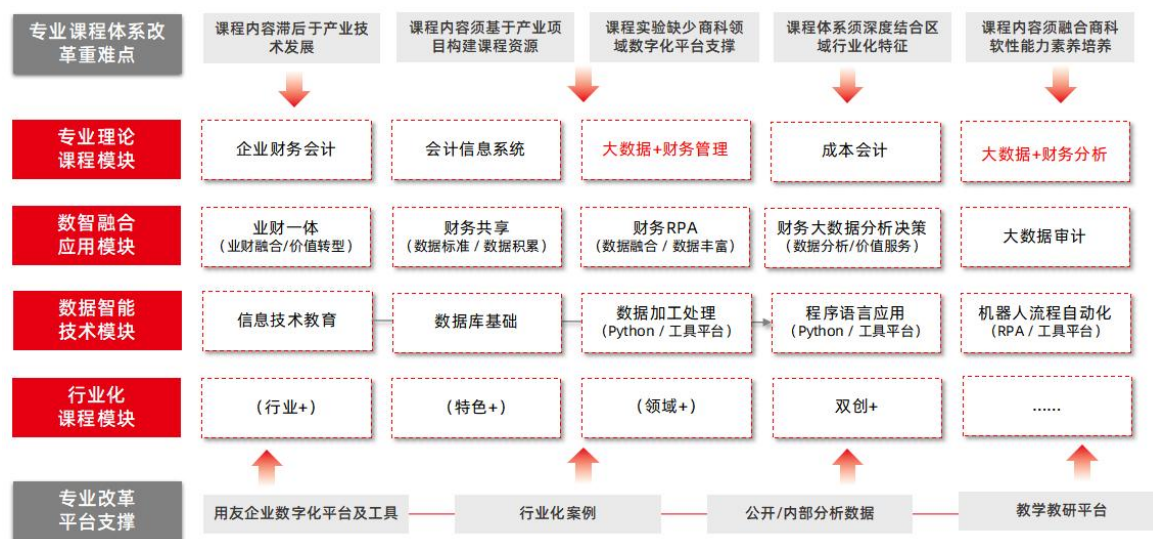 专业课程体系改
革重难点
课程内容滞后于产业技
术发展
课程内容须基于产业项
目构建课程资源
课程实验缺少商科领
域数字化平台支撑
课程体系须深度结合区
域行业化特征
课程内容须融合商科
软性能力素养培养
专业理论
课程模块
企业财务会计
会计信息系统
大数据+财务管理
成本会计
大数据+财务分析
数智融合
应用模块
业财一体
(业财融合/价值转型)
财务共享
(数据标准 / 数据积累)
财务RPA
(数据融合 / 数据丰富)
财务大数据分析决策
(数据分析/价值服务)
大数据审计
数据智能
技术模块
信息技术教育
数据库基础
数据加工处理
(Python / 工具平台)
程序语言应用
(Python / 工具平台)
机器人流程自动化
(RPA / 工具平台)
行业化
课程模块
(行业+)
(特色+)
(领域+)
双创+
......
专业改革
平台支撑
用友企业数字化平台及工具
行业化案例
公开/内部分析数据
教学教研平台